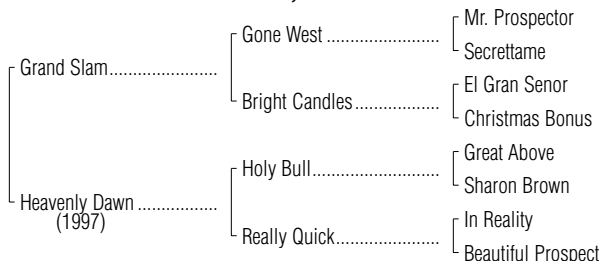 Mr. Prospector
Gone West ........................
Secrettame
Grand Slam.......................
El Gran Senor
Bright Candles ..................
Christmas Bonus
Great Above
Holy Bull...........................
Sharon Brown
Heavenly Dawn .................
(1997)
In Reality
Really Quick......................
Beautiful Prospect